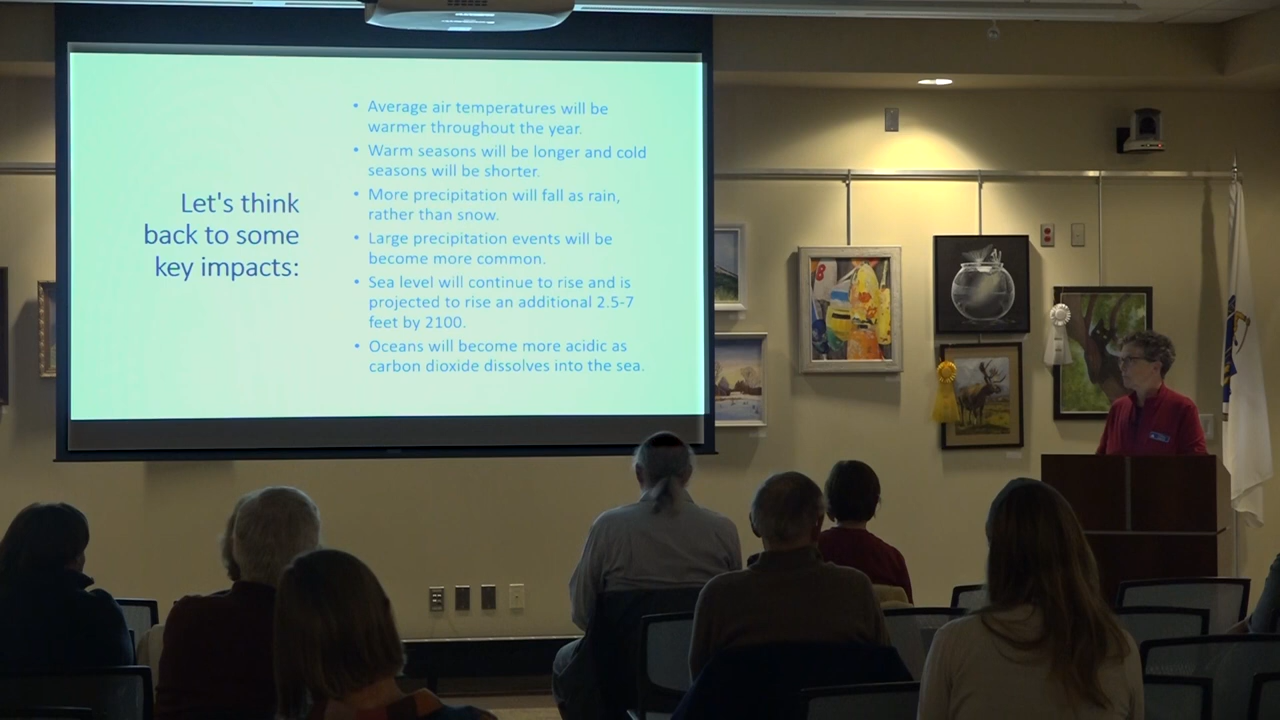 Let's think
back to some
key impacts:
• Average air temperatures will be
warmer throughout the year.
• Warm seasons will be longer and cold
seasons will be shorter.
• More precipitation will fall as rain,
rather than snow.
• Large precipitation events will be
become more common.
• Sea level will continue to rise and is
projected to rise an additional 2.5-7
feet by 2100.
• Oceans will become more acidic as
carbon dioxide dissolves into the sea.
8